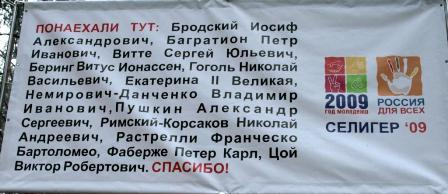 ПОНАЕХАЛИ ТУТ: Бродский Иосиф
Александрович, Багратион Петр
Иванович, Витте Сергей Юльевич,
Беринг Витус Ионассен, Гоголь Николай
Васильевич, Екатерина II Великая,
Немирович-Данченко Владимир
Иванович, Пушкин Александр
Сергеевич, Римский-Корсаков Николай
Андреевич, Растрелли Франческо
Бартоломео, Фаберже Петер Карл, Цой
Виктор Робертович. СПАСИБО!
2009
ГОД МОЛОДЕЖИ
РОССИЯ
ДЛЯ ВСЕХ
СЕЛИГЕР '09